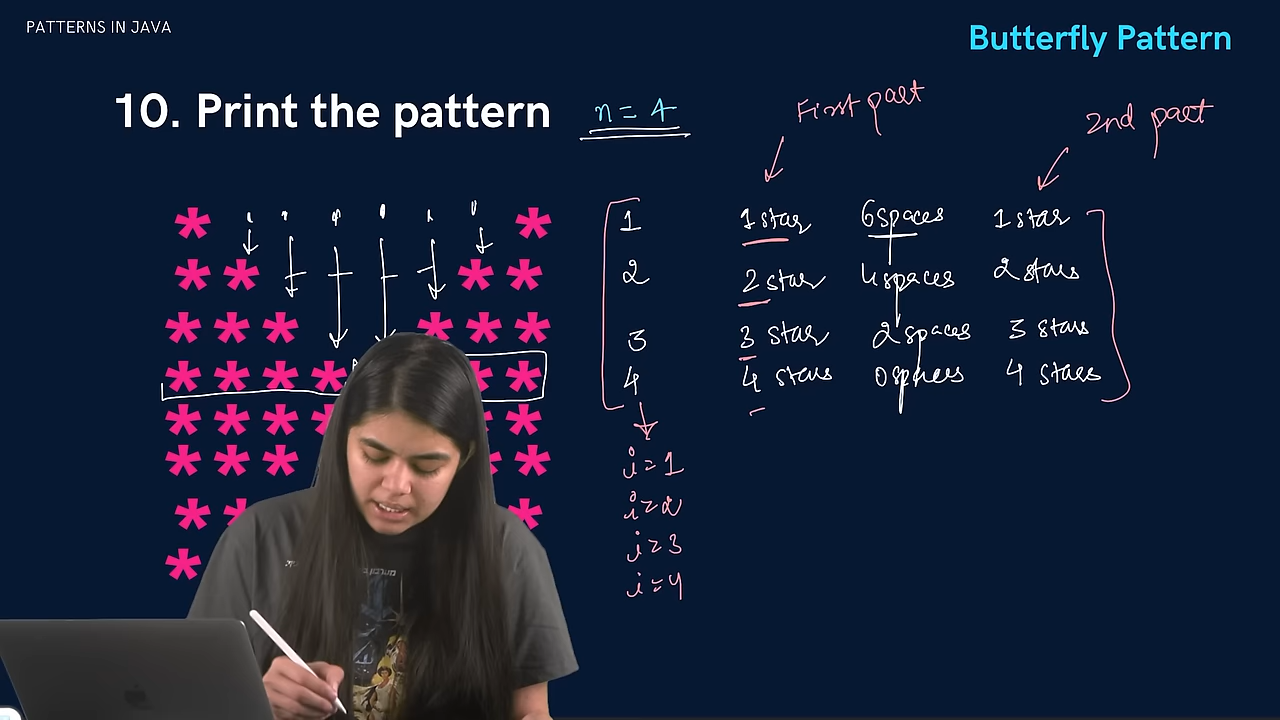 PATTERNS IN JAVA
Butterfly Pattern
10. Print the pattern
n = 4
First part
2nd part
* *
* * * *
* * * * * *
* * * * * *
* * * * * *
* * * * *
* * *
*
1 1 star 6 spaces 1 star
2 2 star 4 spaces 2 stars
3 3 star 2 spaces 3 stars
4 4 stars 0 spaces 4 stars
i = 1
i = 2
i = 3
i = 4